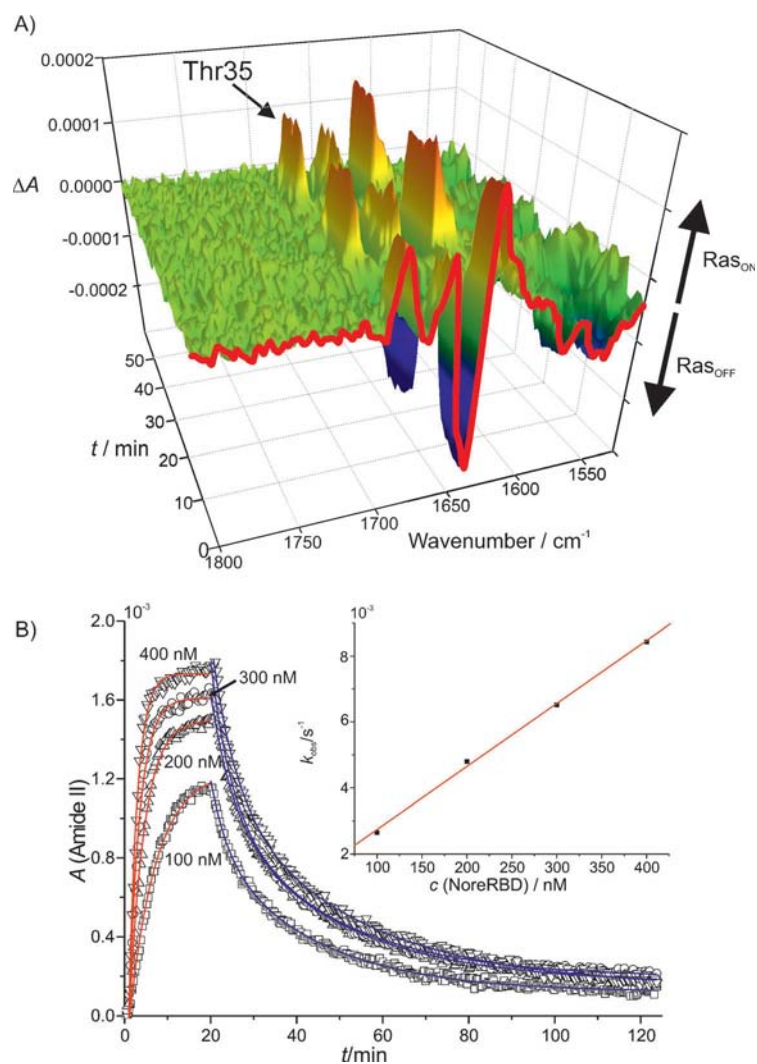 A)
0.0002
0.0001
0.0000
-0.0001
-0.0002
ΔA
Thr35
Ras_ON
Ras_OFF
50
40
30
20
10
0
t / min
1800
1750
1700
1650
1600
1550
Wavenumber / cm⁻¹
B)
10⁻³
2.0
1.6
1.2
0.8
0.4
0.0
A (Amide II)
400 nM
300 nM
200 nM
100 nM
0 20 40 60 80 100 120
t/min
10⁻³
8
6
4
2
k_obs/s⁻¹
100 150 200 250 300 350 400
c (NoreRBD) / nM